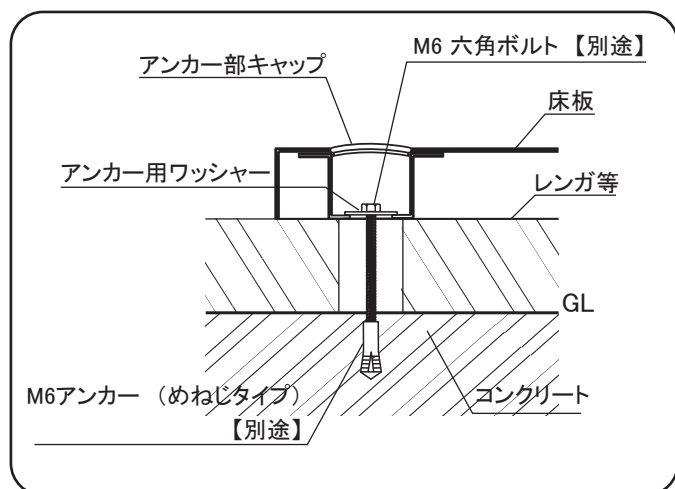 M6 六角ボルト 【別途】
アンカー部キャップ
床板
アンカー用ワッシャー
レンガ等
GL
M6アンカー （めねじタイプ）
【別途】
コンクリート